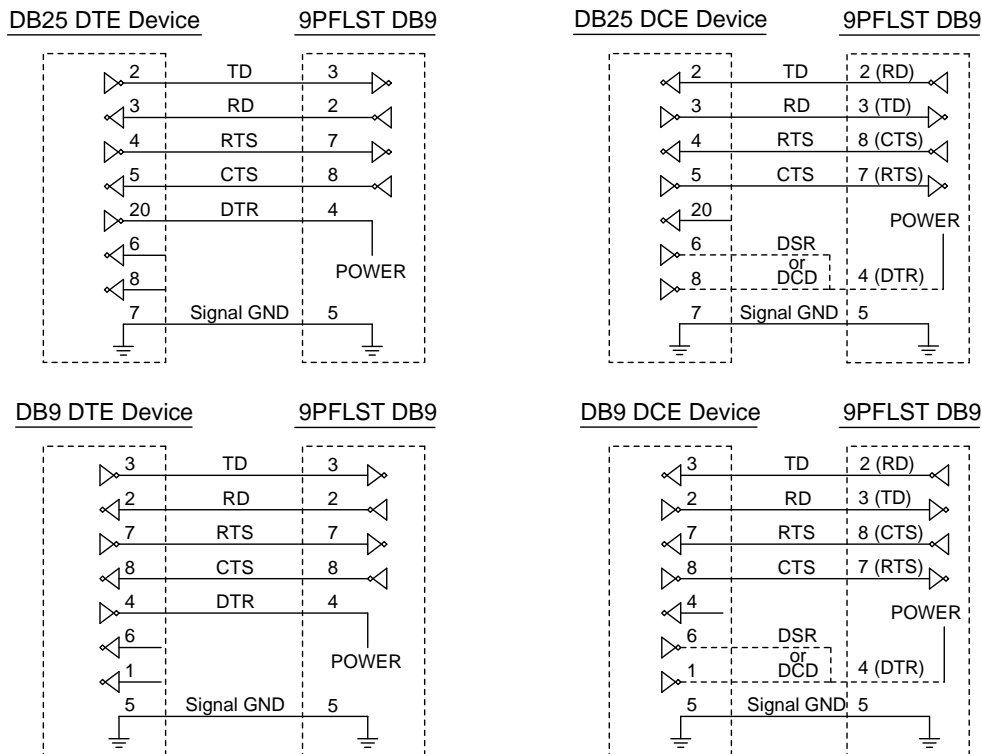 DB25 DTE Device 9PFLST DB9
2 TD 3
3 RD 2
4 RTS 7
5 CTS 8
20 DTR 4
6
POWER
8
7 Signal GND 5
DB25 DCE Device 9PFLST DB9
2 TD 2 (RD)
3 RD 3 (TD)
4 RTS 8 (CTS)
5 CTS 7 (RTS)
20
POWER
6 DSR
or
8 DCD 4 (DTR)
7 Signal GND 5
DB9 DTE Device 9PFLST DB9
3 TD 3
2 RD 2
7 RTS 7
8 CTS 8
4 DTR 4
6
POWER
1
5 Signal GND 5
DB9 DCE Device 9PFLST DB9
3 TD 2 (RD)
2 RD 3 (TD)
7 RTS 8 (CTS)
8 CTS 7 (RTS)
4
POWER
6 DSR
or
1 DCD 4 (DTR)
5 Signal GND 5